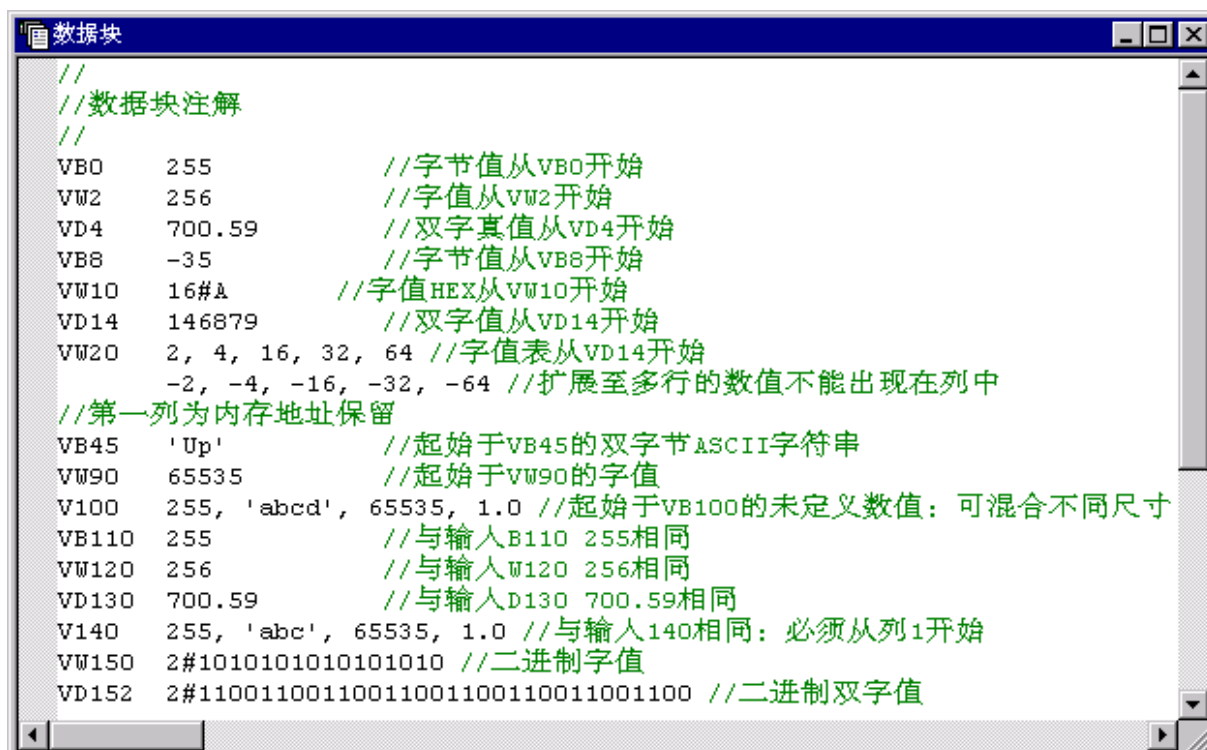 数据块
//
//数据块注解
//
VB0 255 //字节值从VB0开始
VW2 256 //字值从VW2开始
VD4 700.59 //双字真值从VD4开始
VB8 -35 //字节值从VB8开始
VW10 16#A //字值HEX从VW10开始
VD14 146879 //双字值从VD14开始
VW20 2, 4, 16, 32, 64 //字值表从VD14开始
-2, -4, -16, -32, -64 //扩展至多行的数值不能出现在列中
//第一列为内存地址保留
VB45 'Up' //起始于VB45的双字节ASCII字符串
VW90 65535 //起始于VW90的字值
V100 255, 'abcd', 65535, 1.0 //起始于VB100的未定义数值: 可混合不同尺寸
VB110 255 //与输入B110 255相同
VW120 256 //与输入W120 256相同
VD130 700.59 //与输入D130 700.59相同
V140 255, 'abc', 65535, 1.0 //与输入140相同: 必须从列1开始
VW150 2#1010101010101010 //二进制字值
VD152 2#11001100110011001100110011001100 //二进制双字值